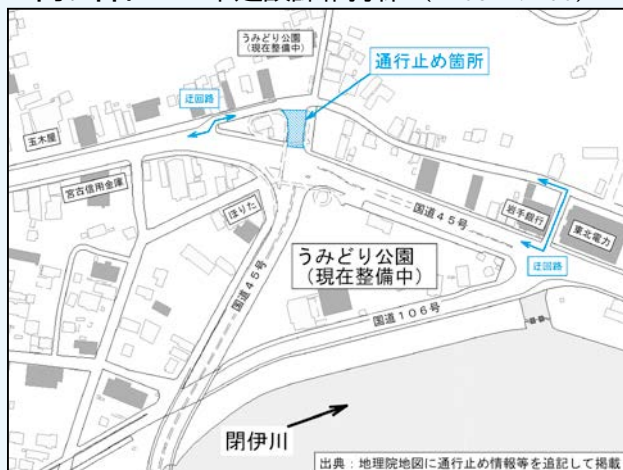 うみどり公園
(現在整備中)
通行止め箇所
迂回路
玉木屋
宮古信用金庫
ほりた
国道45号
岩手銀行
東北電力
迂回路
うみどり公園
(現在整備中)
国道45号
国道106号
閉伊川
出典:地理院地図に通行止め情報等を追記して掲載